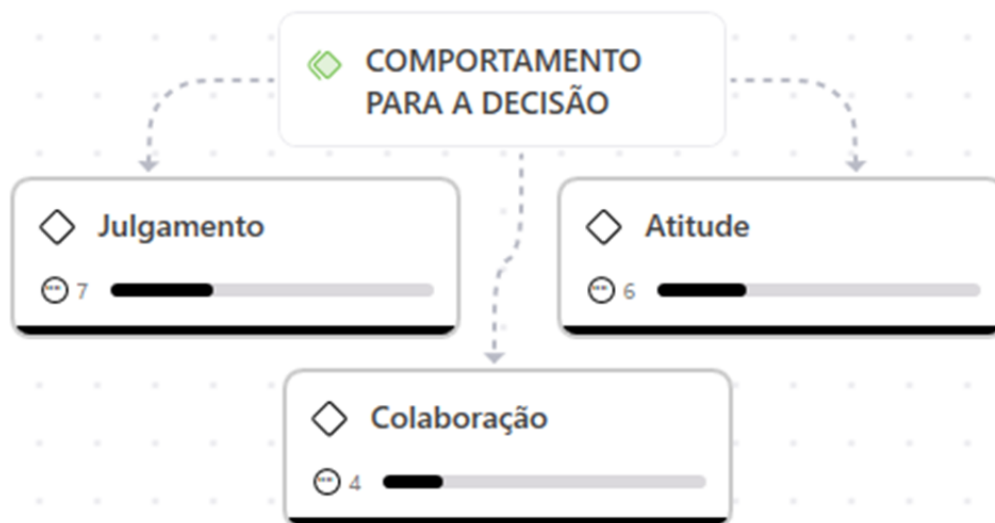 COMPORTAMENTO
PARA A DECISÃO
Julgamento
7
Atitude
6
Colaboração
4